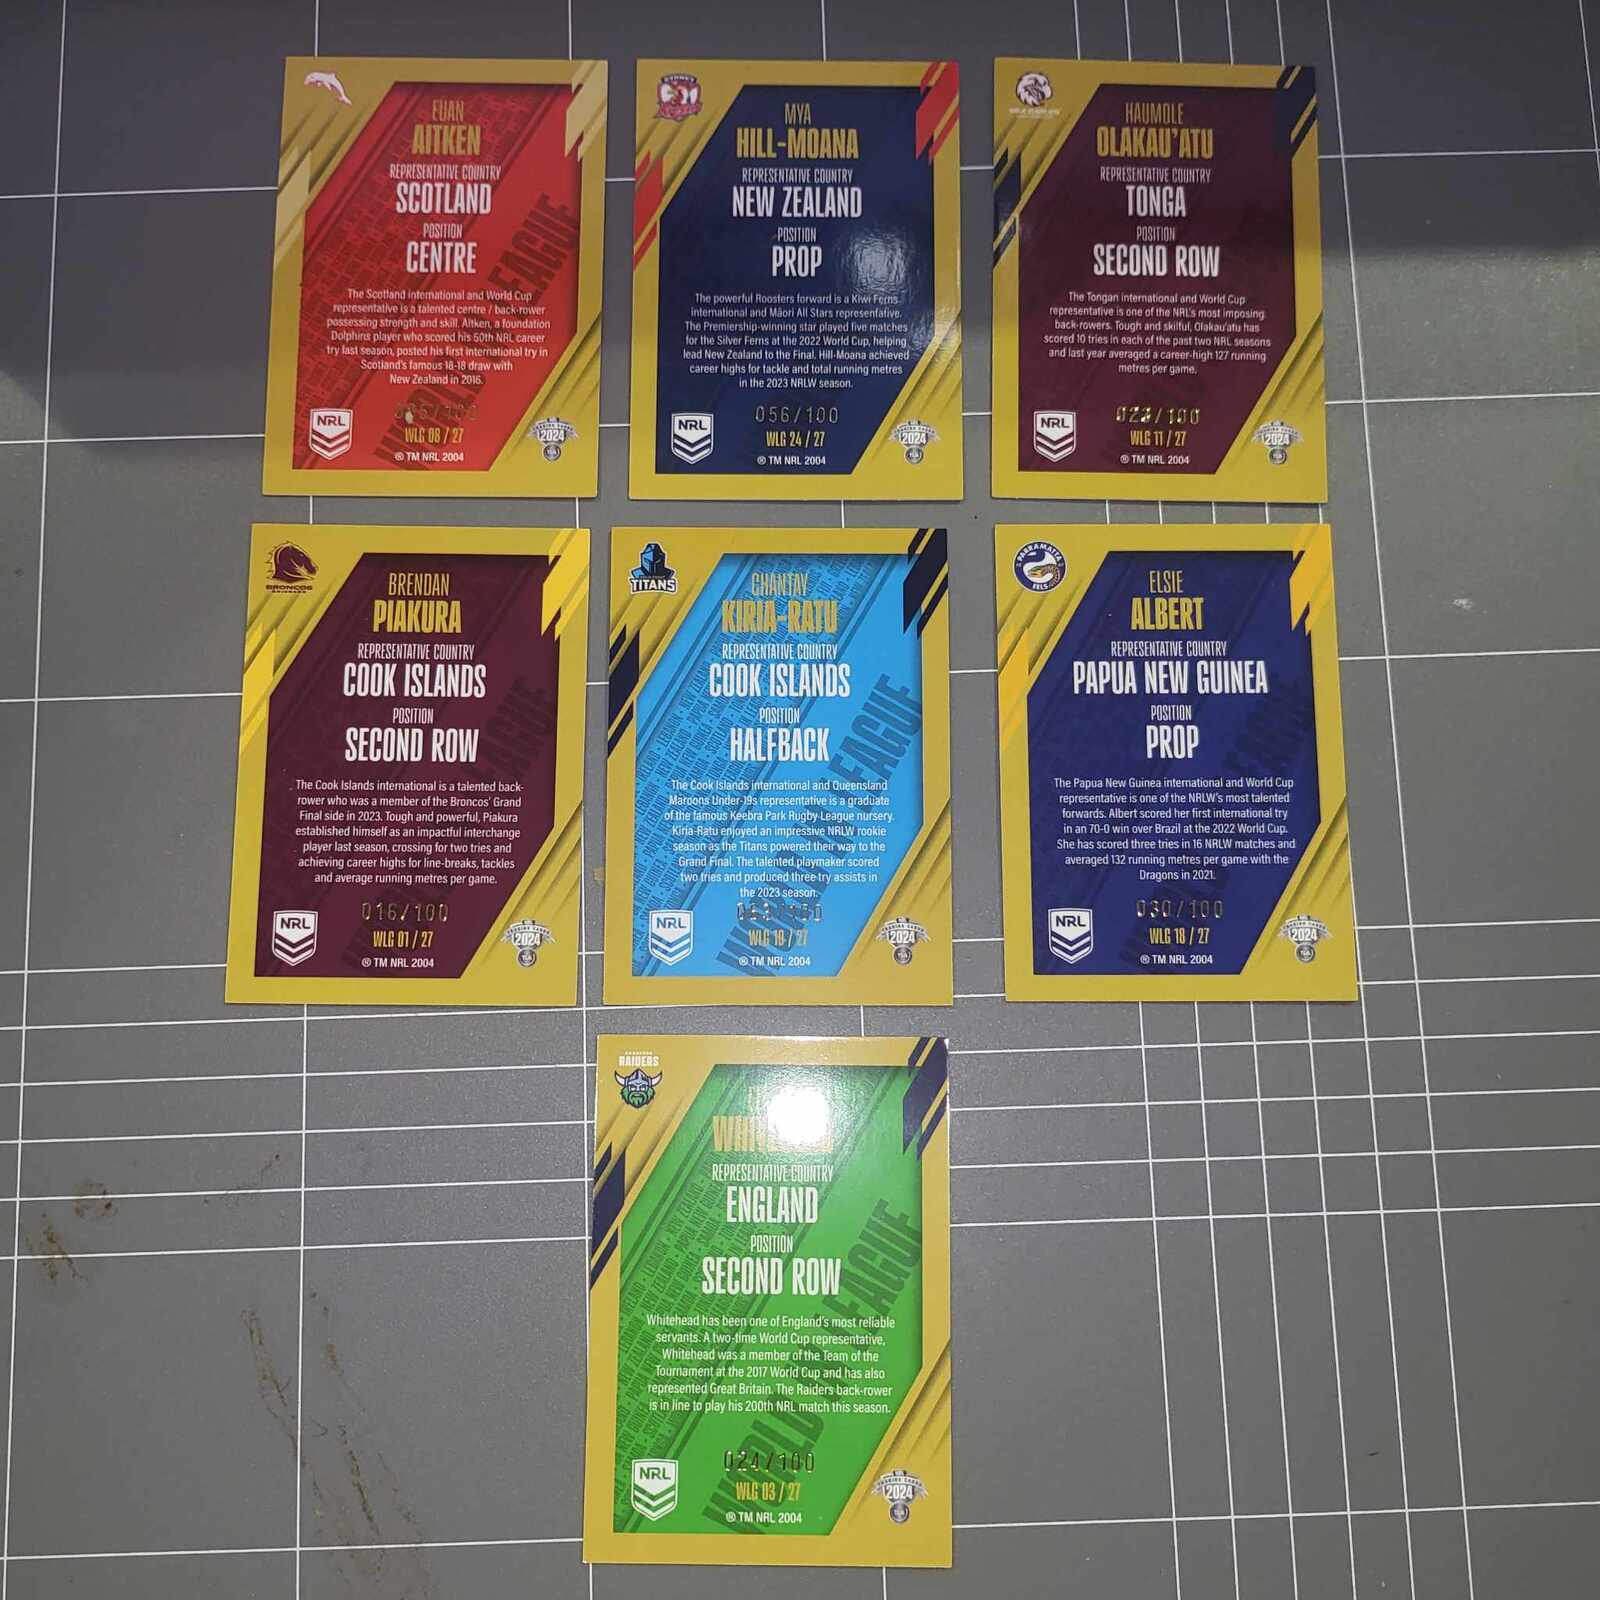 EUAN
AITKEN
REPRESENTATIVE COUNTRY
SCOTLAND
POSITION
CENTRE
The Scotland international and World Cup
representative is a talented centre / back-rower
possessing strength and skill. Aitken, a foundation
Dolphins player who scored his 50th NRL career
try last season, posted his first International try in
Scotland's famous 18-18 draw with
New Zealand in 2016.
/100
NRL
WLG 08 / 27
® TM NRL 2004
2024
SYDNEY
MYA
HILL-MOANA
REPRESENTATIVE COUNTRY
NEW ZEALAND
POSITION
PROP
The powerful Roosters forward is a Kiwi Ferns
international and Māori All Stars representative.
The Premiership-winning star played five matches
for the Silver Ferns at the 2022 World Cup, helping
lead New Zealand to the Final. Hill-Moana achieved
career highs for tackle and total running metres
in the 2023 NRLW season.
056/100
NRL
WLG 24 / 27
® TM NRL 2004
2024
HAUMOLE
OLAKAU'ATU
REPRESENTATIVE COUNTRY
TONGA
POSITION
SECOND ROW
The Tongan international and World Cup
representative is one of the NRL's most imposing
back-rowers. Tough and skilful, Olakau'atu has
scored 10 tries in each of the past two NRL seasons
and last year averaged a career-high 127 running
metres per game.
/100
NRL
WLG 11 / 27
® TM NRL 2004
2024
BRONCOS
BRISBANE
BRENDAN
PIAKURA
REPRESENTATIVE COUNTRY
COOK ISLANDS
POSITION
SECOND ROW
The Cook Islands international is a talented back-
rower who was a member of the Broncos' Grand
Final side in 2023. Tough and powerful, Piakura
established himself as an impactful interchange
player last season, crossing for two tries and
achieving career highs for line-breaks, tackles
and average running metres per game.
016/100
NRL
WLG 01 / 27
® TM NRL 2004
2024
TITANS
CHANTAY
KIRIA-RATU
REPRESENTATIVE COUNTRY
COOK ISLANDS
POSITION
HALFBACK
The Cook Islands international and Queensland
Maroons Under-19s representative is a graduate
of the famous Keebra Park Rugby League nursery.
Kiria-Ratu enjoyed an impressive NRLW rookie
season as the Titans powered their way to the
Grand Final. The talented playmaker scored
two tries and produced three try assists in
the 2023 season.
/100
NRL
WLG 19 / 27
® TM NRL 2004
2024
PARRAMATTA
EELS
ELSIE
ALBERT
REPRESENTATIVE COUNTRY
PAPUA NEW GUINEA
POSITION
PROP
The Papua New Guinea international and World Cup
representative is one of the NRLW's most talented
forwards. Albert scored her first international try
in an 70-0 win over Brazil at the 2022 World Cup.
She has scored three tries in 16 NRLW matches and
averaged 132 running metres per game with the
Dragons in 2021.
030/100
NRL
WLG 18 / 27
® TM NRL 2004
2024
RAIDERS
REPRESENTATIVE COUNTRY
ENGLAND
POSITION
SECOND ROW
Whitehead has been one of England's most reliable
servants. A two-time World Cup representative,
Whitehead was a member of the Team of the
Tournament at the 2017 World Cup and has also
represented Great Britain. The Raiders back-rower
is in line to play his 200th NRL match this season.
024/100
NRL
WLG 03 / 27
® TM NRL 2004
2024
WORLD LEAGUE